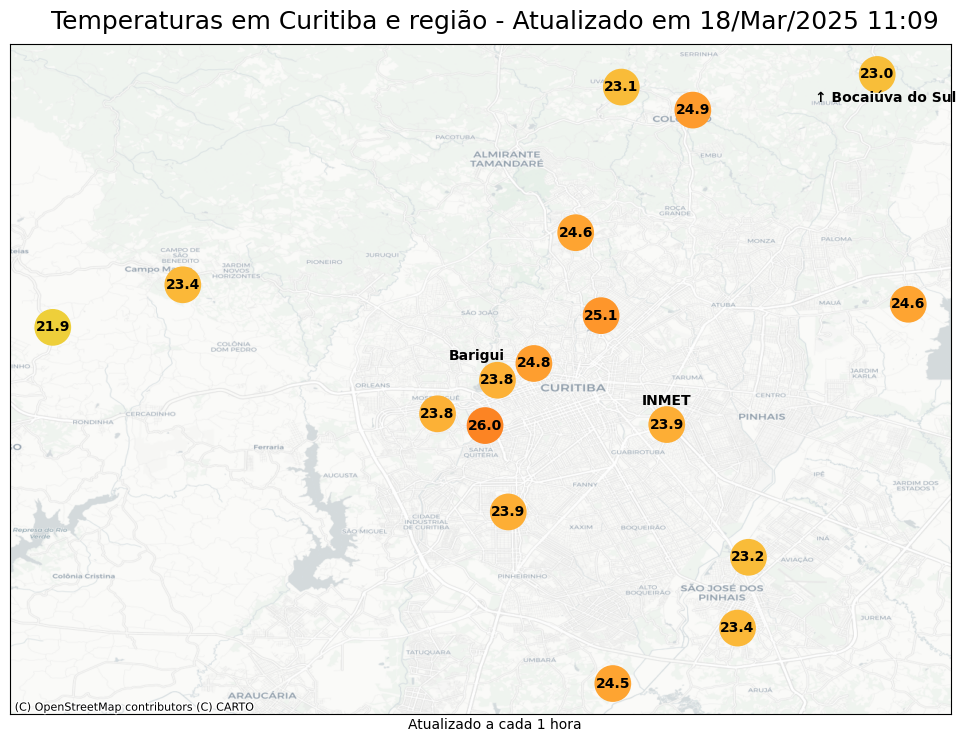 Temperaturas em Curitiba e região - Atualizado em 18/Mar/2025 11:09
SERRINHA
23.0
23.1
↑ Bocaiúva do Sul
24.9
PACOTUBA
ALMIRANTE
TAMANDARÉ
EMBU
ROÇA
GRANDE
24.6
MONZA
PALOMA
CAMPO DE
SÃO
BENEDITO
JURUQUI
PIONEIRO
JARDIM
NOVOS
HORIZONTES
23.4
24.6
MAUÁ
ATUBA
SÃO JOÃO
25.1
21.9
COLÔNIA
DOM PEDRO
Barigui
24.8
JARDIM
KARLA
23.8
TARUMÃ
ORLEANS
CURITIBA
CENTRO
INMET
23.8
CERCADINHO
RONDINHA
PINHAIS
26.0
23.9
Ferraria
SANTA
QUITÉRIA
GUABIROTUBA
AUGUSTA
IPÊ
FANNY
JARDIM DOS
ESTADOS I
23.9
CIDADE
INDUSTRIAL
DE CURITIBA
SÃO MIGUEL
XAXIM
BOQUEIRÃO
Represa do Rio
Verde
INÃ
23.2
AVIAÇÃO
Colônia Cristina
PINHEIRINHO
ALTO
BOQUEIRÃO
SÃO JOSÉ DOS
PINHAIS
JUREMA
23.4
TATUQUARA
UMBARÁ
24.5
ARUJÁ
ARAUCÁRIA
(C) OpenStreetMap contributors (C) CARTO
Atualizado a cada 1 hora